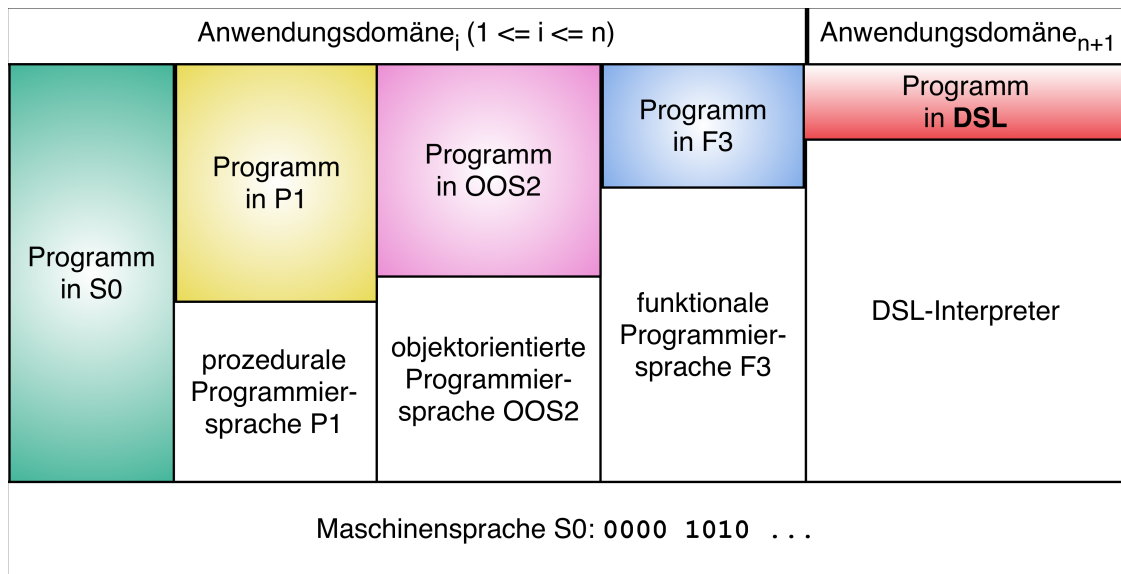 Anwendungsdomäne_i (1 <= i <= n)
Anwendungsdomäne_n+1
Programm
in S0
Programm
in P1
prozedurale
Programmier-
sprache P1
Programm
in OOS2
objektorientierte
Programmier-
sprache OOS2
Programm
in F3
funktionale
Programmier-
sprache F3
Programm
in DSL
DSL-Interpreter
Maschinensprache S0: 0000 1010 ...